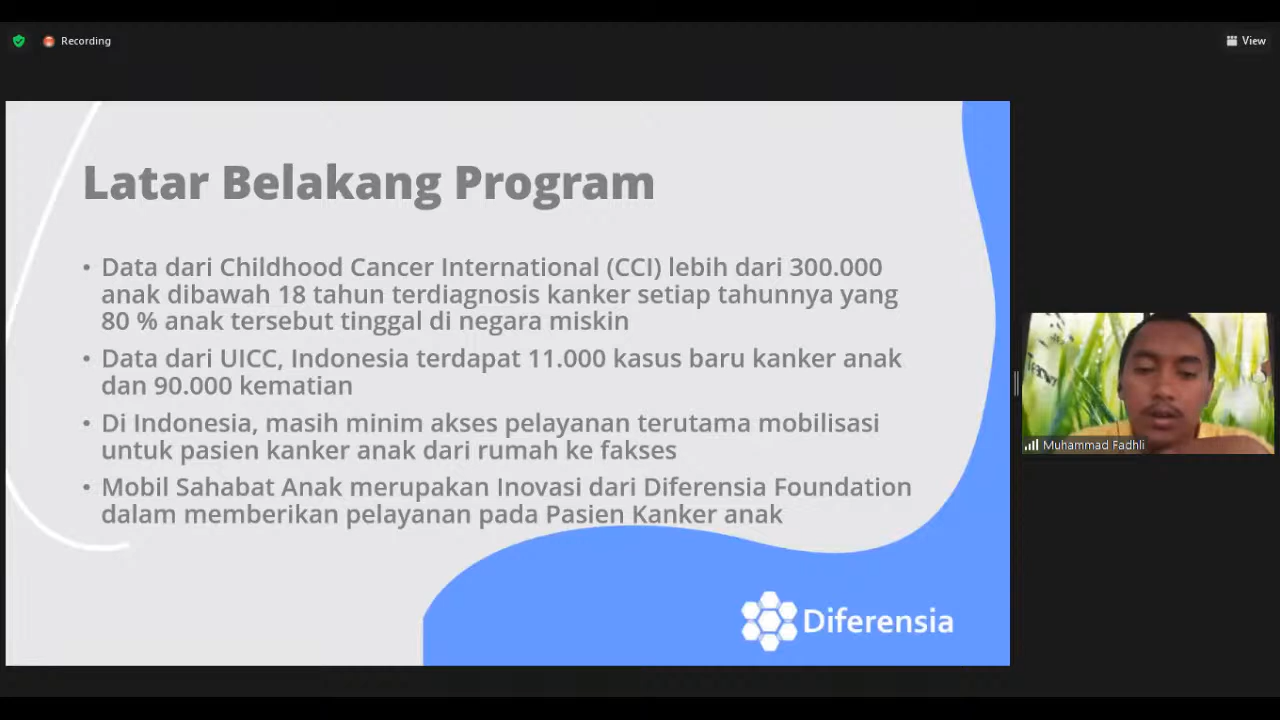 Recording
View
Latar Belakang Program
• Data dari Childhood Cancer International (CCI) lebih dari 300.000
anak dibawah 18 tahun terdiagnosis kanker setiap tahunnya yang
80 % anak tersebut tinggal di negara miskin
• Data dari UICC, Indonesia terdapat 11.000 kasus baru kanker anak
dan 90.000 kematian
• Di Indonesia, masih minim akses pelayanan terutama mobilisasi
untuk pasien kanker anak dari rumah ke fakses
• Mobil Sahabat Anak merupakan Inovasi dari Diferensia Foundation
dalam memberikan pelayanan pada Pasien Kanker anak
Diferensia
Muhammad Fadhli